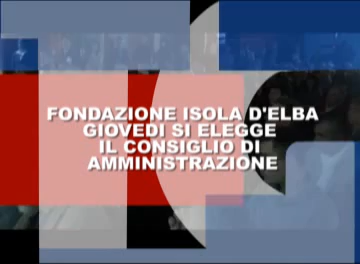 FONDAZIONE ISOLA D'ELBA
GIOVEDI SI ELEGGE
IL CONSIGLIO DI
AMMINISTRAZIONE